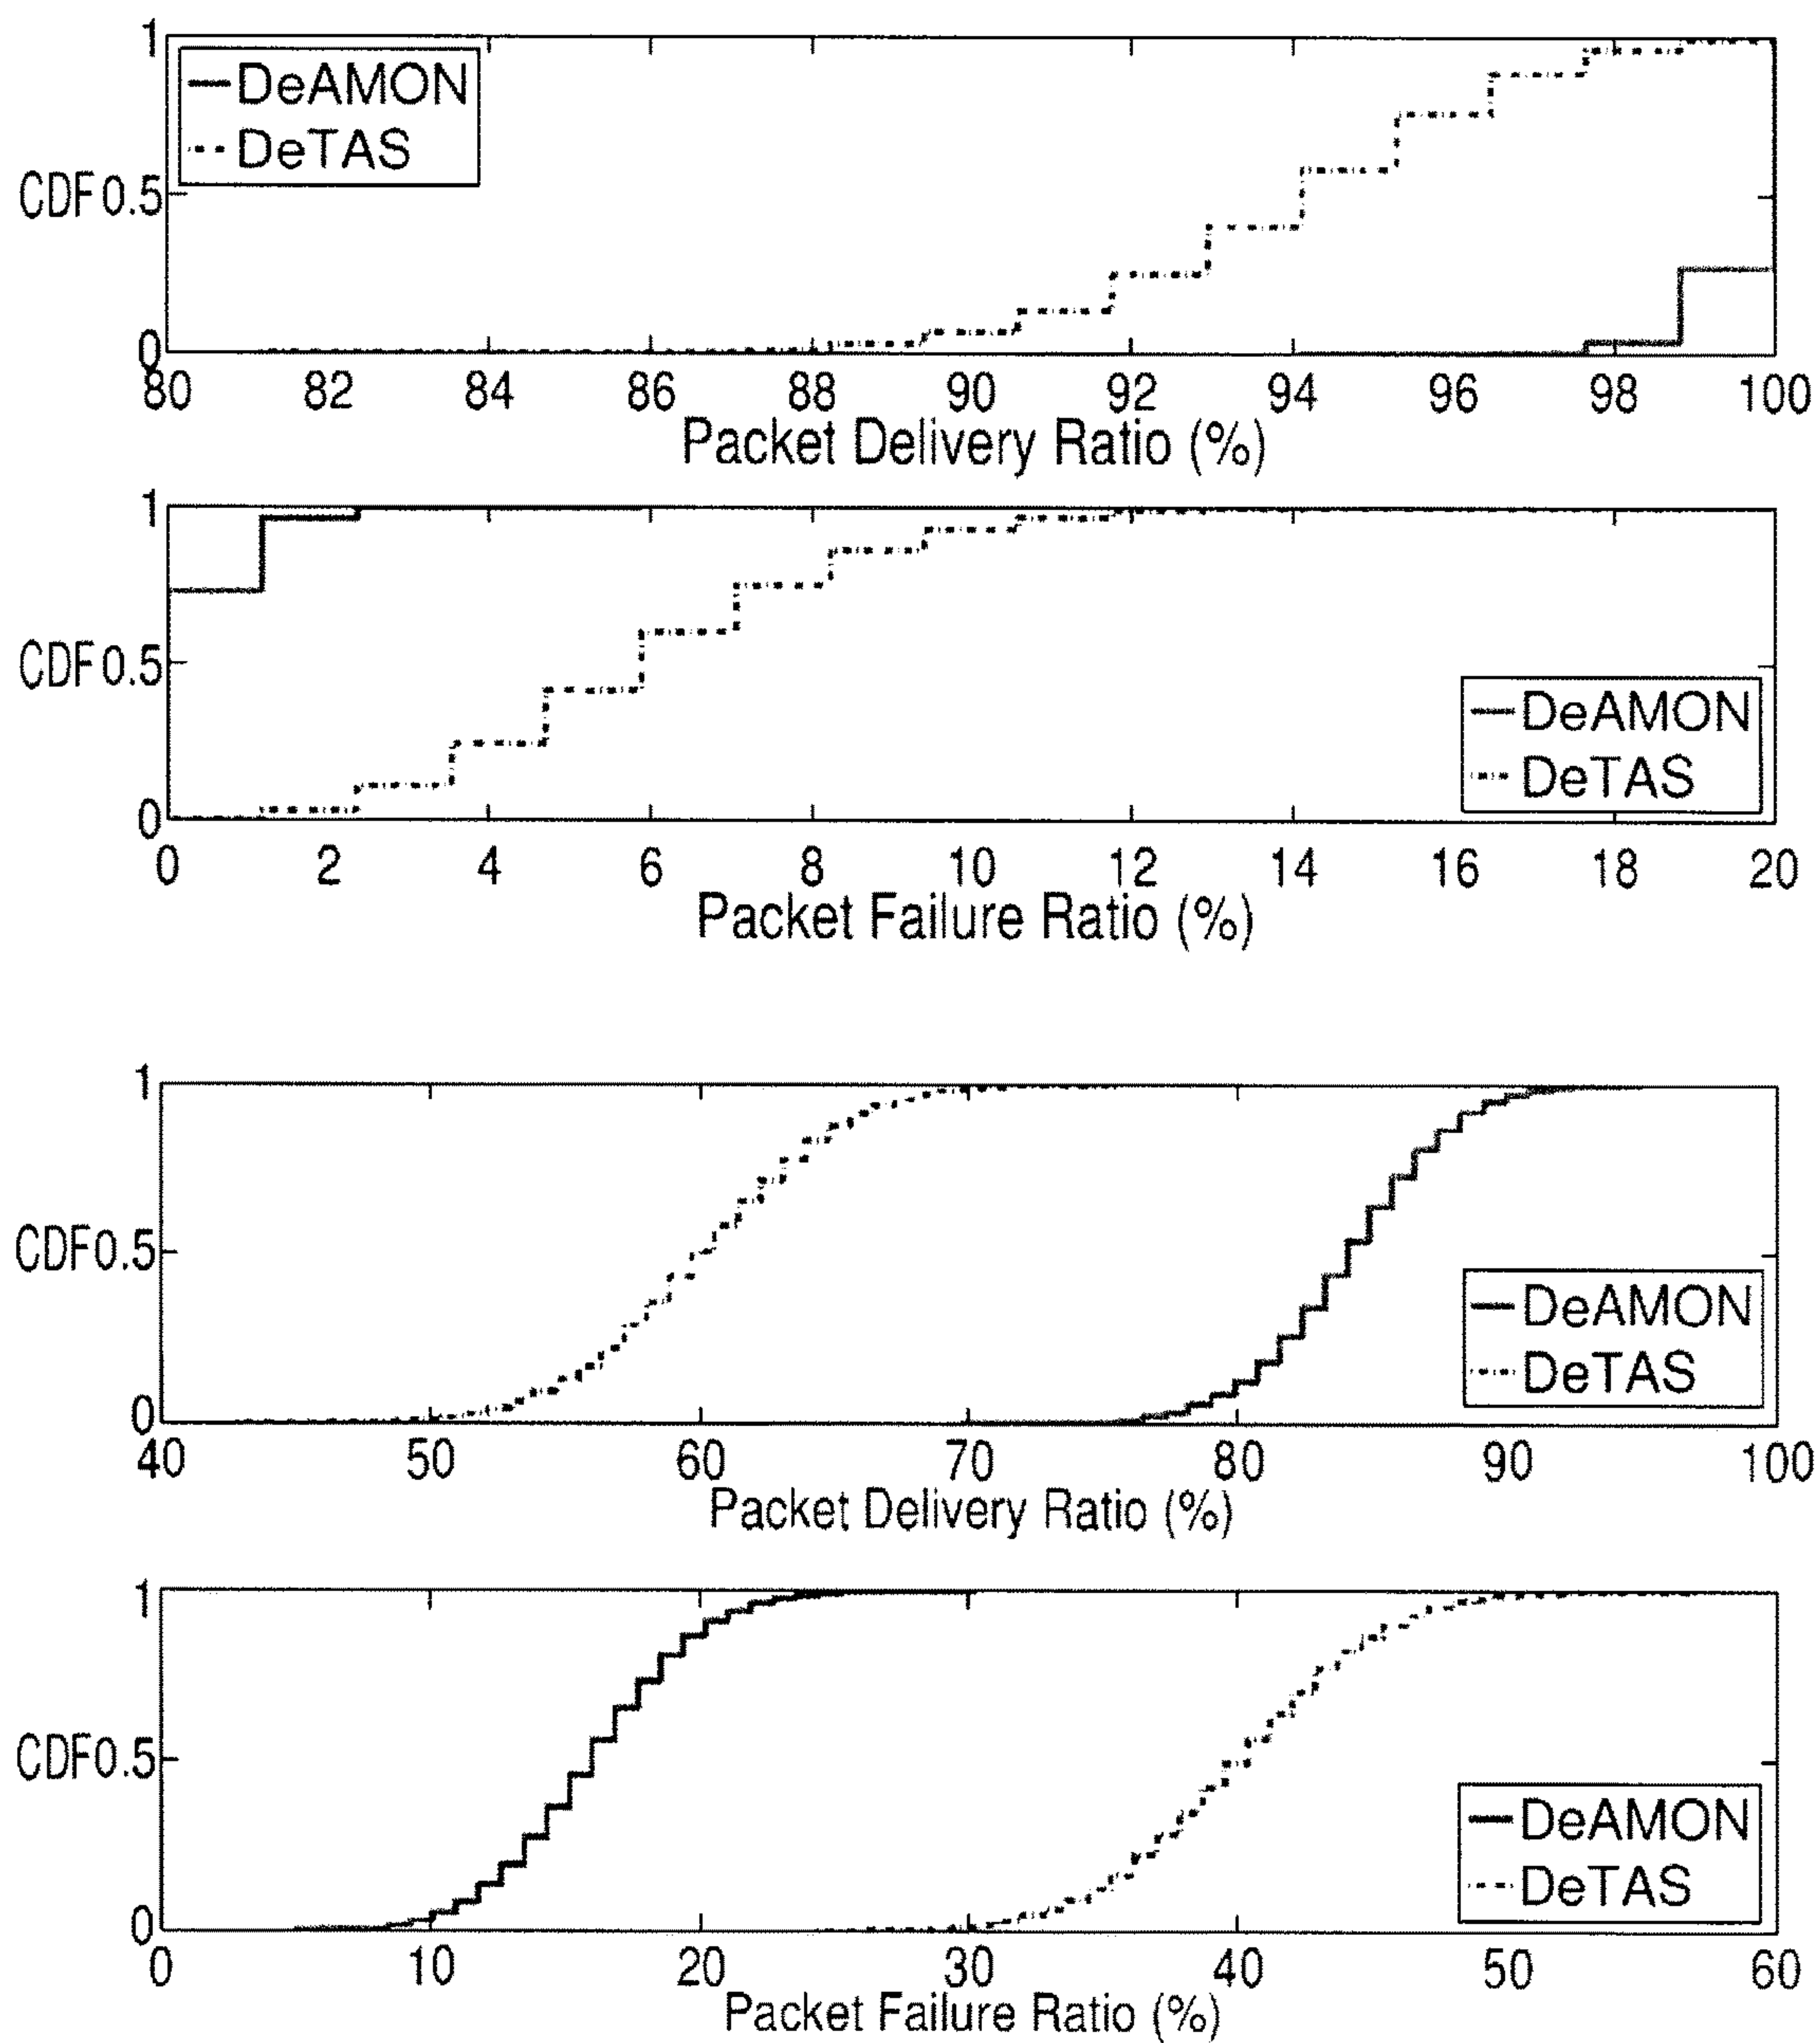 1
DeAMON
DeTAS
CDF 0.5
0
80 82 84 86 88 90 92 94 96 98 100
Packet Delivery Ratio (%)
1
CDF 0.5
DeAMON
DeTAS
0
0 2 4 6 8 10 12 14 16 18 20
Packet Failure Ratio (%)
1
CDF 0.5
DeAMON
DeTAS
0
40 50 60 70 80 90 100
Packet Delivery Ratio (%)
1
CDF 0.5
DeAMON
DeTAS
0
0 10 20 30 40 50 60
Packet Failure Ratio (%)